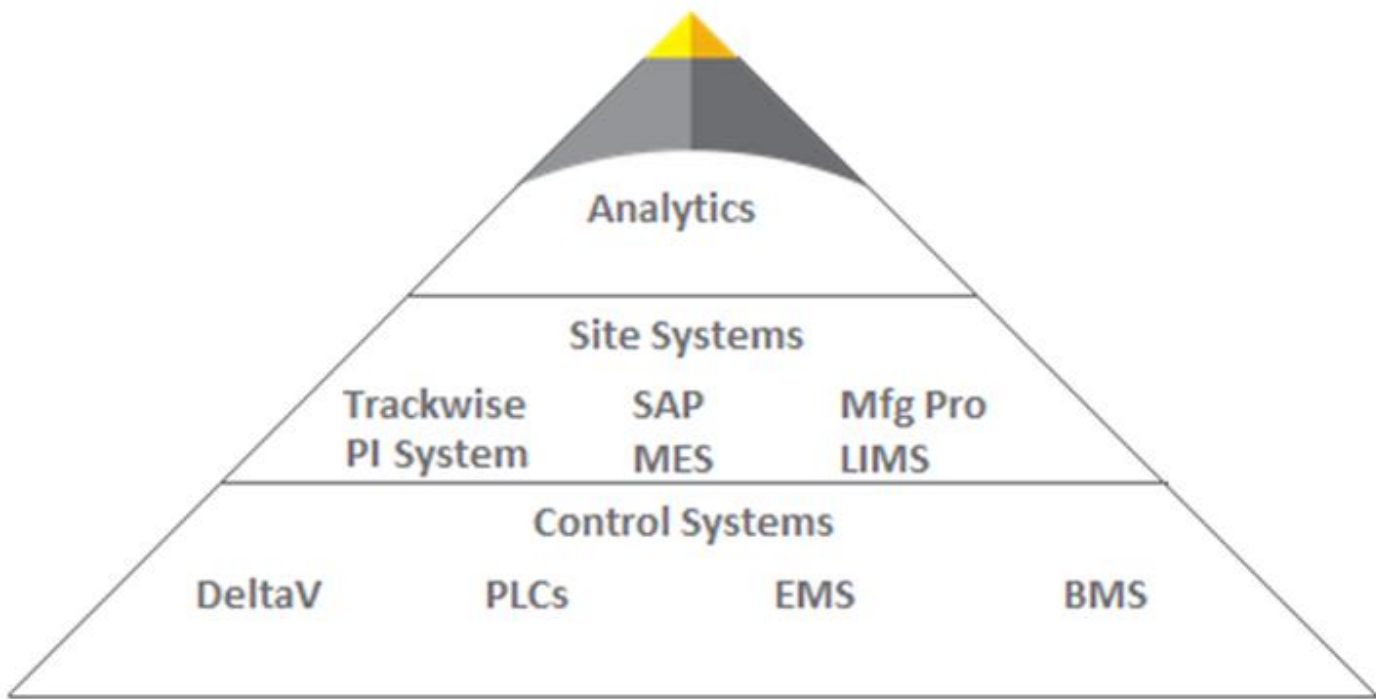 Analytics
Site Systems
Trackwise SAP Mfg Pro
PI System MES LIMS
Control Systems
DeltaV PLCs EMS BMS